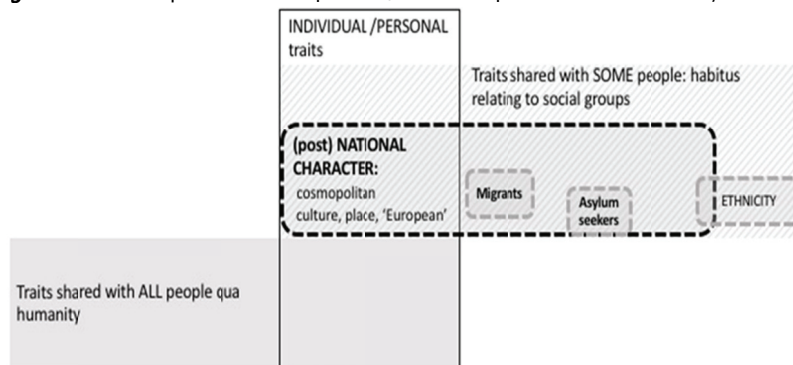 INDIVIDUAL/PERSONAL
traits
Traits shared with SOME people: habitus
relating to social groups
(post) NATIONAL
CHARACTER:
cosmopolitan
culture, place, 'European'
Migrants
Asylum
seekers
ETHNICITY
Traits shared with ALL people qua
humanity